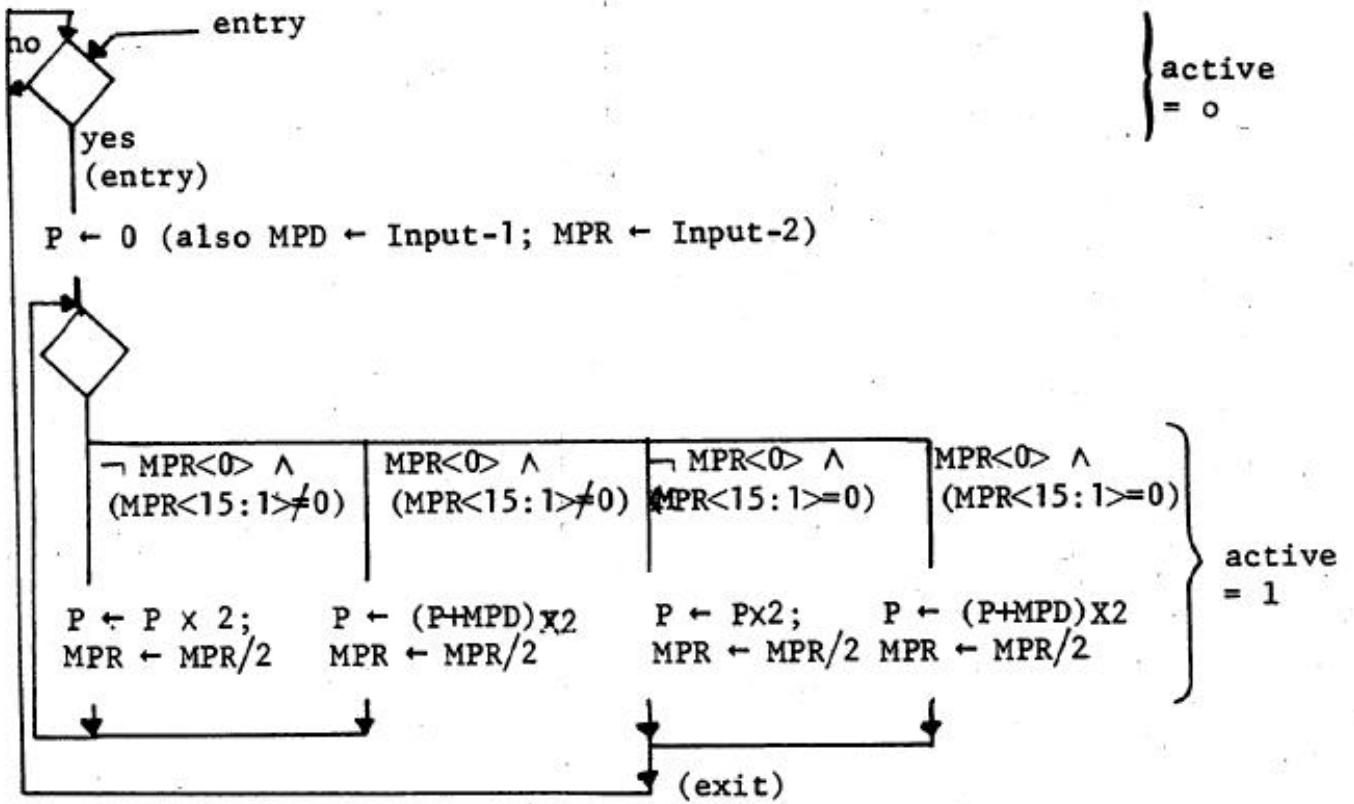 entry
no
active
= o
yes
(entry)
P ← 0 (also MPD ← Input-1; MPR ← Input-2)
¬ MPR<0> ∧
(MPR<15:1>≠0)
MPR<0> ∧
(MPR<15:1>≠0)
¬ MPR<0> ∧
(MPR<15:1>=0)
MPR<0> ∧
(MPR<15:1>=0)
active
= 1
P ← P x 2;
MPR ← MPR/2
P ← (P+MPD)x2
MPR ← MPR/2
P ← Px2;
MPR ← MPR/2
P ← (P+MPD)X2
MPR ← MPR/2
(exit)